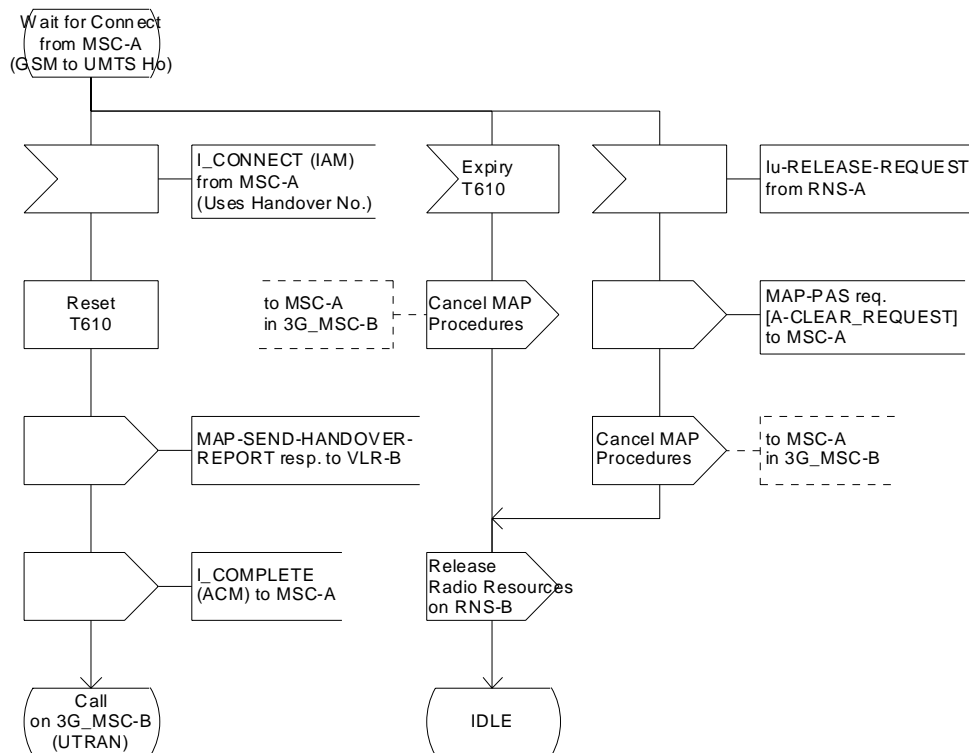 Wait for Connect
from MSC-A
(GSM to UMTS Ho)
I_CONNECT (IAM)
from MSC-A
(Uses Handover No.)
Expiry
T610
Iu-RELEASE-REQUEST
from RNS-A
Reset
T610
to MSC-A
in 3G_MSC-B
Cancel MAP
Procedures
MAP-PAS req.
[A-CLEAR_REQUEST]
to MSC-A
MAP-SEND-HANDOVER-
REPORT resp. to VLR-B
Cancel MAP
Procedures
to MSC-A
in 3G_MSC-B
I_COMPLETE
(ACM) to MSC-A
Release
Radio Resources
on RNS-B
Call
on 3G_MSC-B
(UTRAN)
IDLE